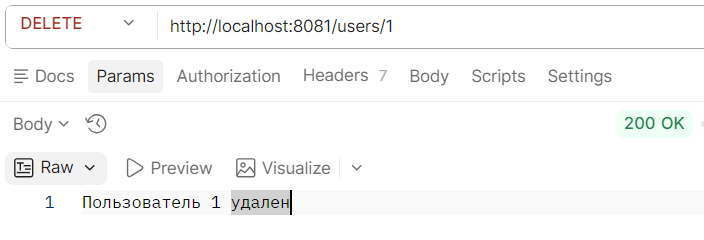 DELETE http://localhost:8081/users/1
Docs Params Authorization Headers 7 Body Scripts Settings
Body 200 OK
Raw Preview Visualize
1 Пользователь 1 удален